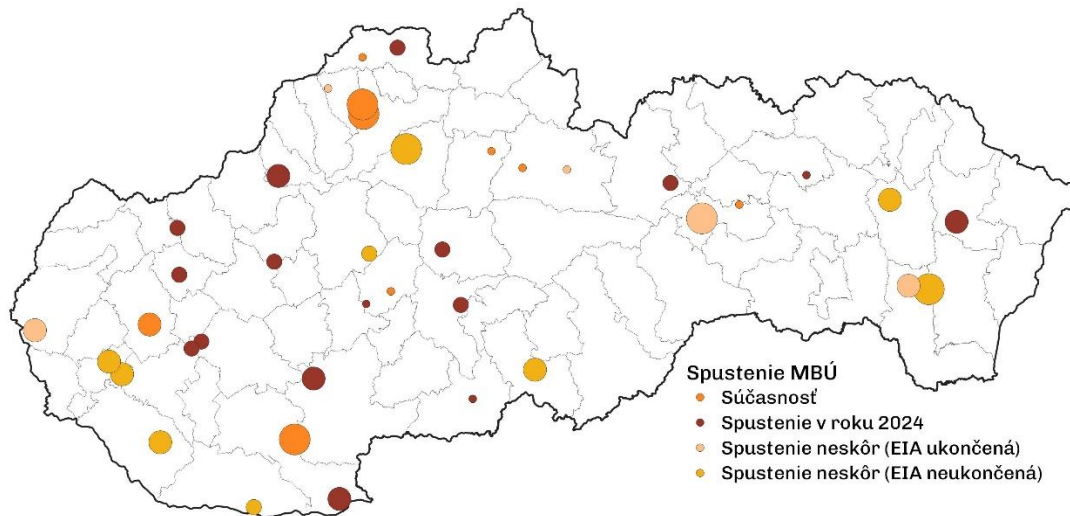 Spustenie MBÚ
Súčasnosť
Spustenie v roku 2024
Spustenie neskôr (EIA ukončená)
Spustenie neskôr (EIA neukončená)